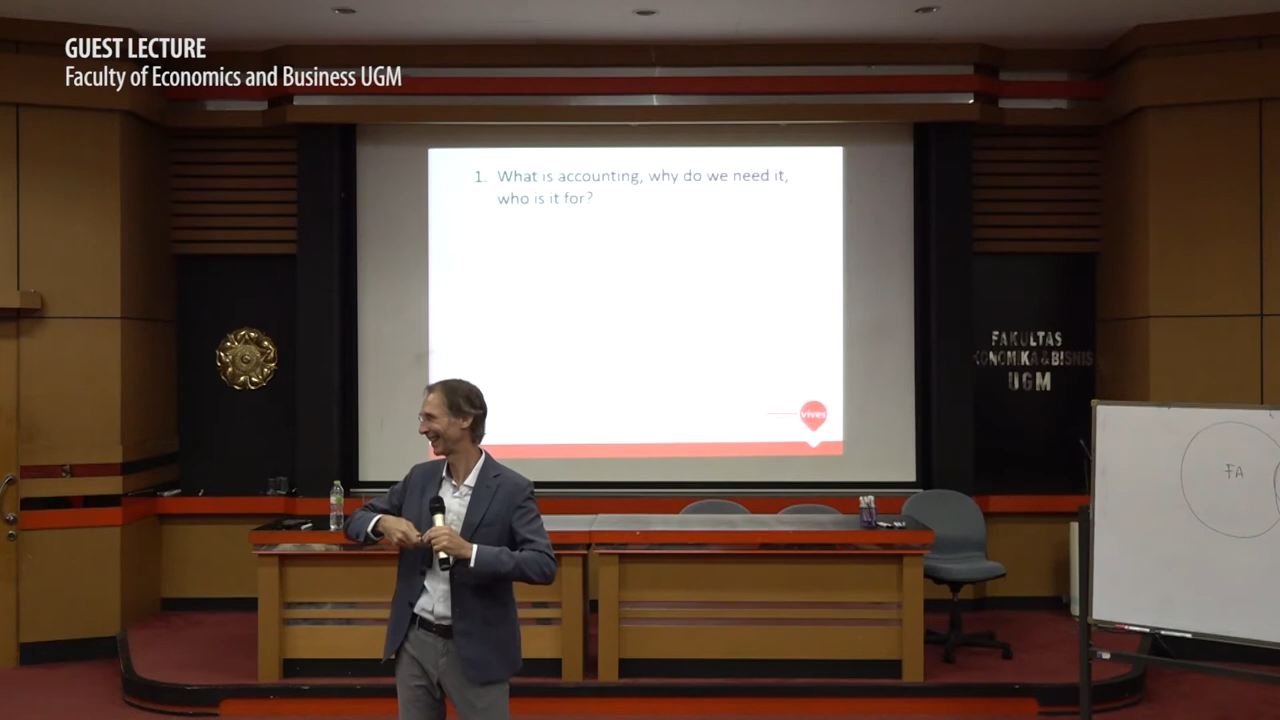 GUEST LECTURE
Faculty of Economics and Business UGM
1. What is accounting, why do we need it,
who is it for?
vives
FAKULTAS
KONOMIKA & BISNIS
UGM
FA